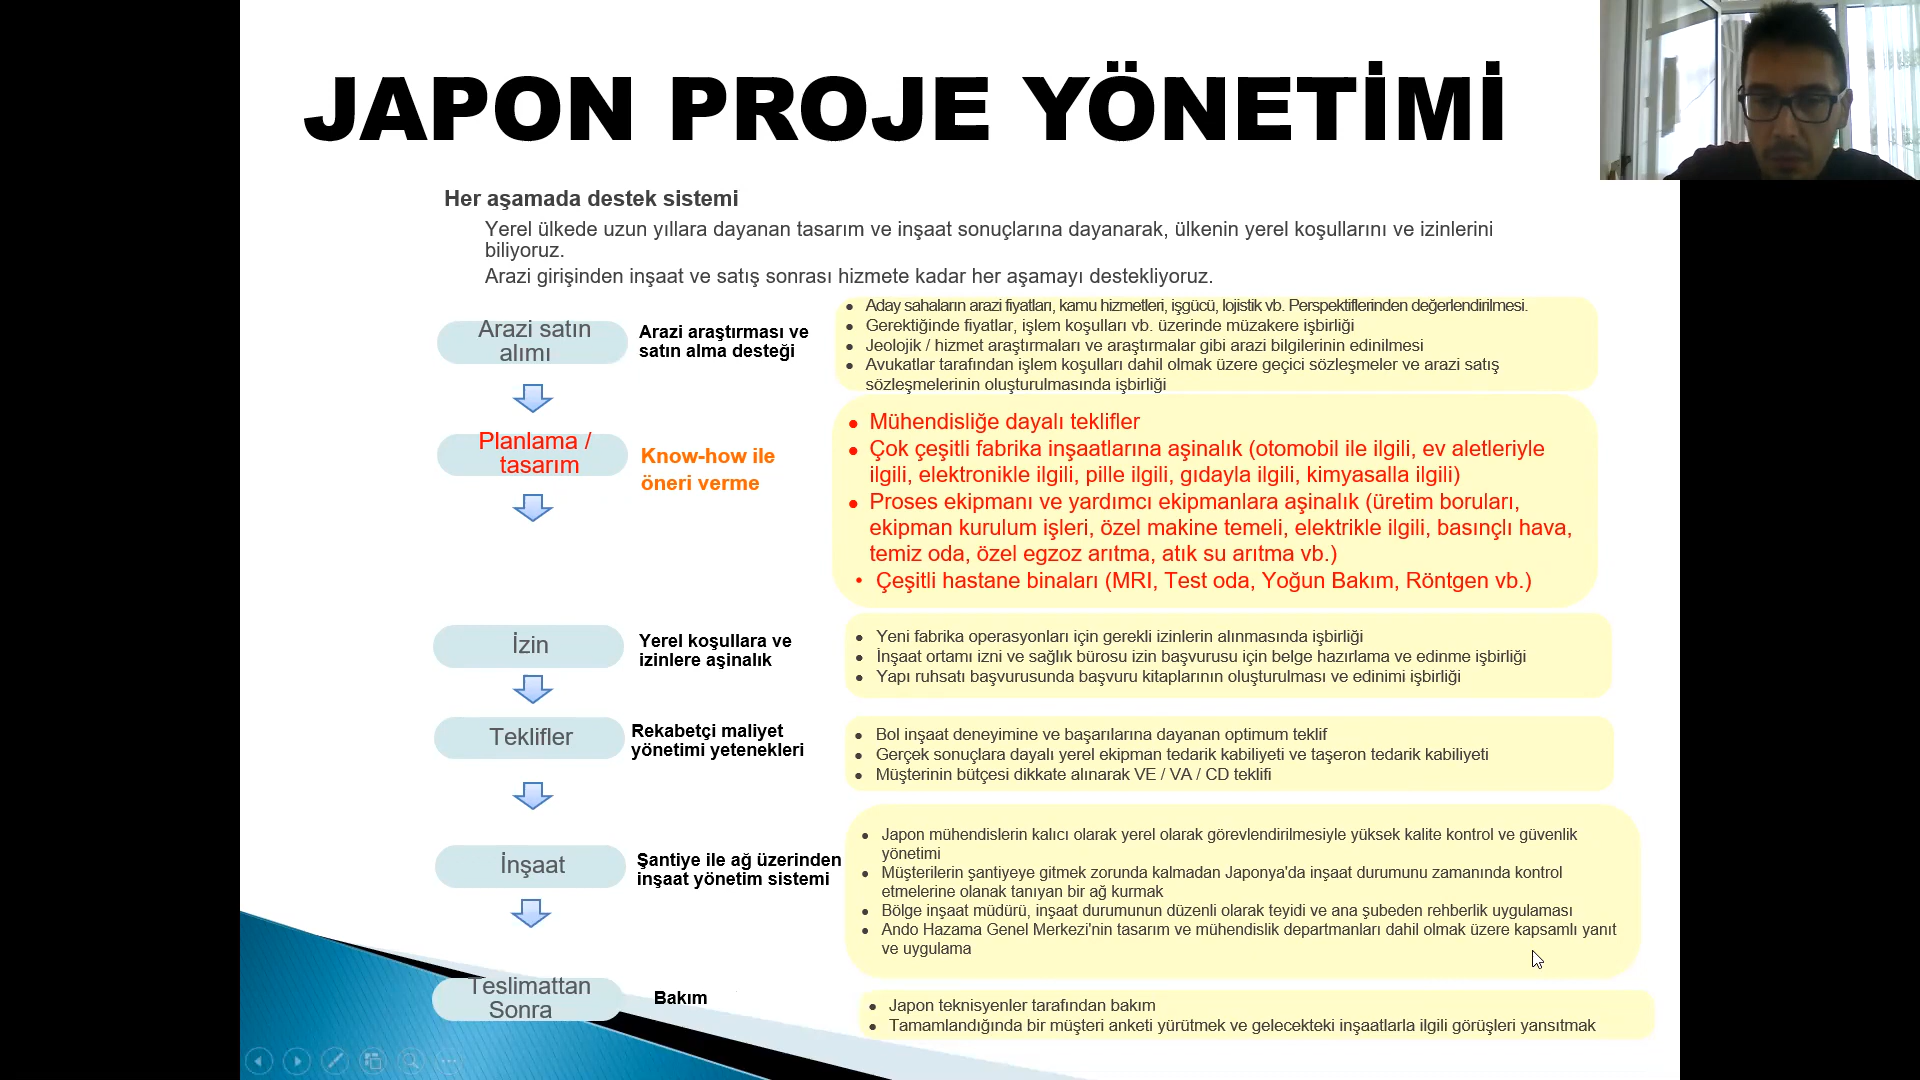 JAPON PROJE YÖNETİMİ
Her aşamada destek sistemi
Yerel ülkede uzun yıllara dayanan tasarım ve inşaat sonuçlarına dayanarak, ülkenin yerel koşullarını ve izinlerini
biliyoruz.
Arazi girişinden inşaat ve satış sonrası hizmete kadar her aşamayı destekliyoruz.
Arazi satın
alımı
Arazi araştırması ve
satın alma desteği
• Aday sahaların arazi fiyatları, kamu hizmetleri, işgücü, lojistik vb. Perspektiflerinden değerlendirilmesi.
• Gerektiğinde fiyatlar, işlem koşulları vb. üzerinde müzakere işbirliği
• Jeolojik / hizmet araştırmaları ve araştırmalar gibi arazi bilgilerinin edinilmesi
• Avukatlar tarafından işlem koşulları dahil olmak üzere geçici sözleşmeler ve arazi satış
sözleşmelerinin oluşturulmasında işbirliği
Planlama /
tasarım
Know-how ile
öneri verme
• Mühendisliğe dayalı teklifler
• Çok çeşitli fabrika inşaatlarına aşinalık (otomobil ile ilgili, ev aletleriyle
ilgili, elektronikle ilgili, pille ilgili, gıdayla ilgili, kimyasalla ilgili)
• Proses ekipmanı ve yardımcı ekipmanlara aşinalık (üretim boruları,
ekipman kurulum işleri, özel makine temeli, elektrikle ilgili, basınçlı hava,
temiz oda, özel egzoz arıtma, atık su arıtma vb.)
• Çeşitli hastane binaları (MRI, Test oda, Yoğun Bakım, Röntgen vb.)
İzin
Yerel koşullara ve
izinlere aşinalık
• Yeni fabrika operasyonları için gerekli izinlerin alınmasında işbirliği
• İnşaat ortamı izni ve sağlık bürosu izin başvurusu için belge hazırlama ve edinme işbirliği
• Yapı ruhsatı başvurusunda başvuru kitaplarının oluşturulması ve edinimi işbirliği
Teklifler
Rekabetçi maliyet
yönetimi yetenekleri
• Bol inşaat deneyimine ve başarılarına dayanan optimum teklif
• Gerçek sonuçlara dayalı yerel ekipman tedarik kabiliyeti ve taşeron tedarik kabiliyeti
• Müşterinin bütçesi dikkate alınarak VE / VA / CD teklifi
İnşaat
Şantiye ile ağ üzerinden
inşaat yönetim sistemi
• Japon mühendislerin kalıcı olarak yerel olarak görevlendirilmesiyle yüksek kalite kontrol ve güvenlik
yönetimi
• Müşterilerin şantiyeye gitmek zorunda kalmadan Japonya'da inşaat durumunu zamanında kontrol
etmelerine olanak tanıyan bir ağ kurmak
• Bölge inşaat müdürü, inşaat durumunun düzenli olarak teyidi ve ana şubeden rehberlik uygulaması
• Ando Hazama Genel Merkezi'nin tasarım ve mühendislik departmanları dahil olmak üzere kapsamlı yanıt
ve uygulama
Teslimattan
Sonra
Bakım
• Japon teknisyenler tarafından bakım
• Tamamlandığında bir müşteri anketi yürütmek ve gelecekteki inşaatlarla ilgili görüşleri yansıtmak